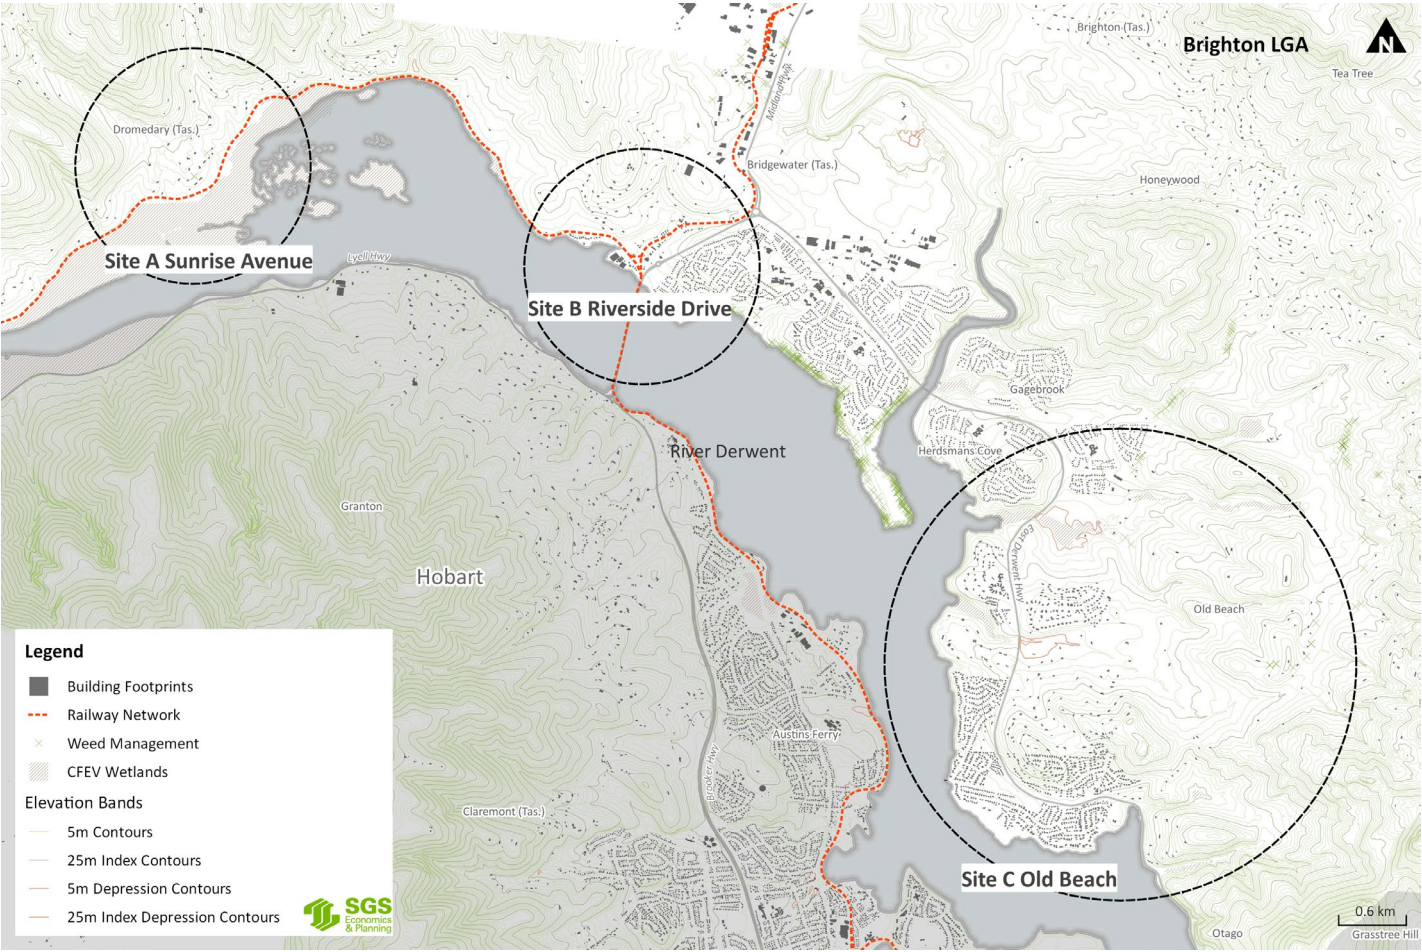 Brighton (Tas.)
Brighton LGA
N
Tea Tree
Midland Hwy
Dromedary (Tas.)
Bridgewater (Tas.)
Honeywood
Site A Sunrise Avenue
Lyell Hwy
Site B Riverside Drive
Gagebrook
River Derwent
Herdsmans Cove
Granton
East Derwent Hwy
Hobart
Old Beach
Legend
Building Footprints
Railway Network
Weed Management
CFEV Wetlands
Elevation Bands
5m Contours
25m Index Contours
5m Depression Contours
25m Index Depression Contours
SGS
Economics
& Planning
Austins Ferry
Brooker Hwy
Claremont (Tas.)
Site C Old Beach
0.6 km
Otago
Grasstree Hill